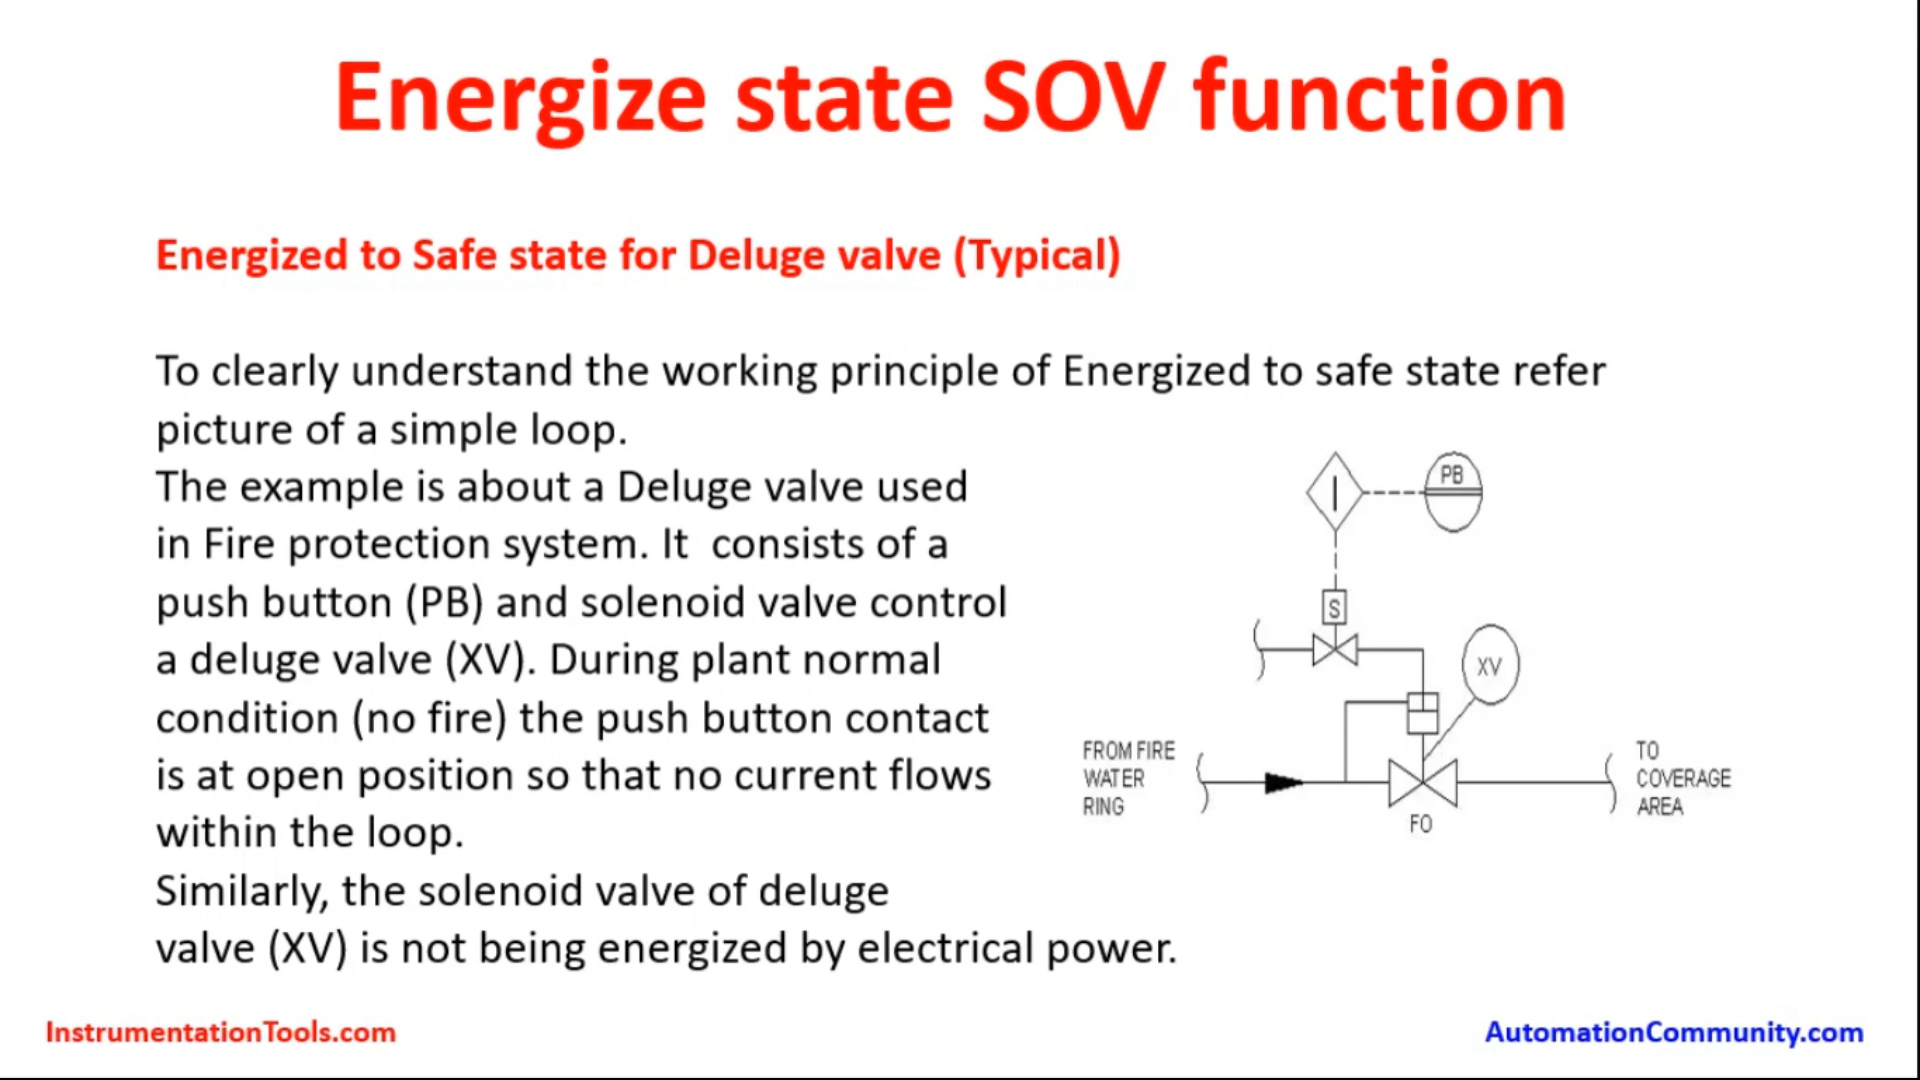 Energize state SOV function
Energized to Safe state for Deluge valve (Typical)
To clearly understand the working principle of Energized to safe state refer
picture of a simple loop.
The example is about a Deluge valve used
in Fire protection system. It  consists of a
push button (PB) and solenoid valve control
a deluge valve (XV). During plant normal
condition (no fire) the push button contact
is at open position so that no current flows
within the loop.
Similarly, the solenoid valve of deluge
valve (XV) is not being energized by electrical power.
I
PB
S
XV
FROM FIRE
WATER
RING
FO
TO
COVERAGE
AREA
InstrumentationTools.com
AutomationCommunity.com